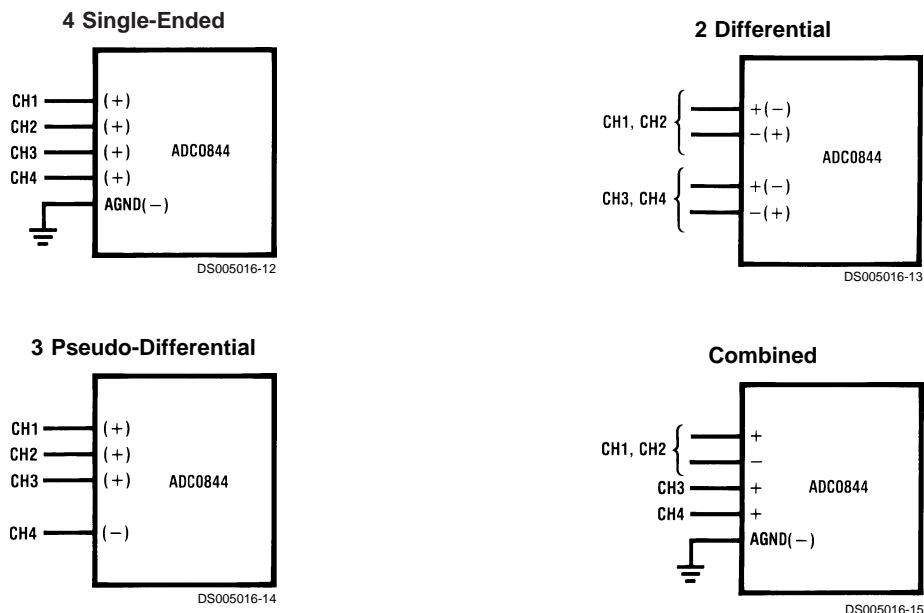 4 Single-Ended
CH1 (+)
CH2 (+)
CH3 (+)
CH4 (+)
ADC0844
AGND(−)
DS005016-12
2 Differential
CH1, CH2
+(−)
−(+)
CH3, CH4
+(−)
−(+)
ADC0844
DS005016-13
3 Pseudo-Differential
CH1 (+)
CH2 (+)
CH3 (+)
ADC0844
CH4 (−)
DS005016-14
Combined
CH1, CH2
+
−
CH3 +
ADC0844
CH4 +
AGND(−)
DS005016-15